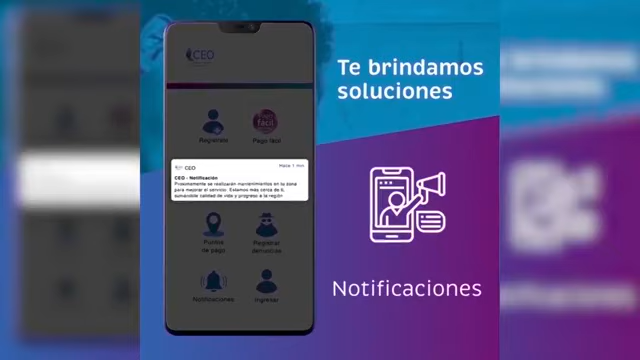 CEO
Te brindamos
soluciones
Regístrate
Pago fácil
CEO
Hace 1 min
CEO - Notificación
Próximamente se realizarán mantenimientos en tu zona
para mejorar el servicio. Estamos más cerca de ti,
sumándole calidad de vida y progreso a la región
Puntos
de pago
Registrar
denuncias
Notificaciones
Ingresar
Notificaciones